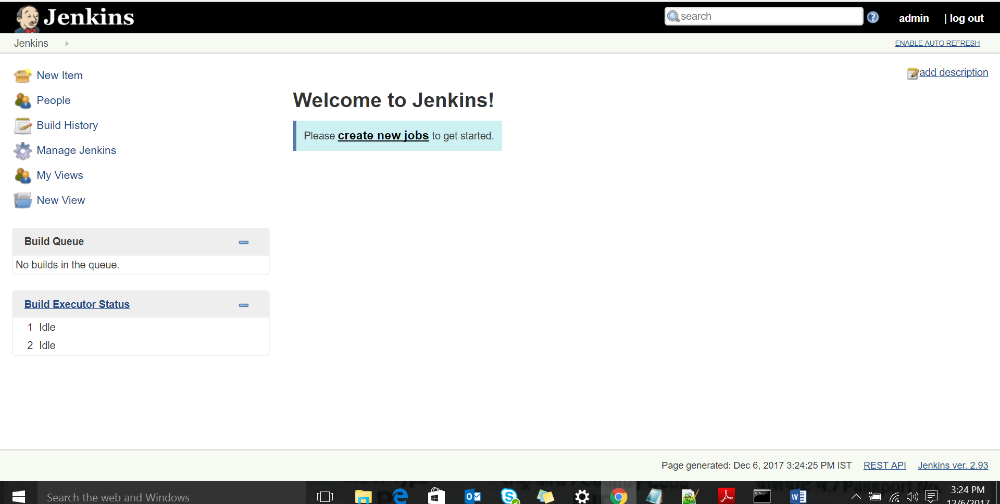 Jenkins
search
admin
| log out
Jenkins
ENABLE AUTO REFRESH
New Item
People
Build History
Manage Jenkins
My Views
New View
add description
Welcome to Jenkins!
Please create new jobs to get started.
Build Queue
No builds in the queue.
Build Executor Status
1 Idle
2 Idle
Page generated: Dec 6, 2017 3:24:25 PM IST
REST API
Jenkins ver. 2.93
Search the web and Windows
3:24 PM
12/6/2017